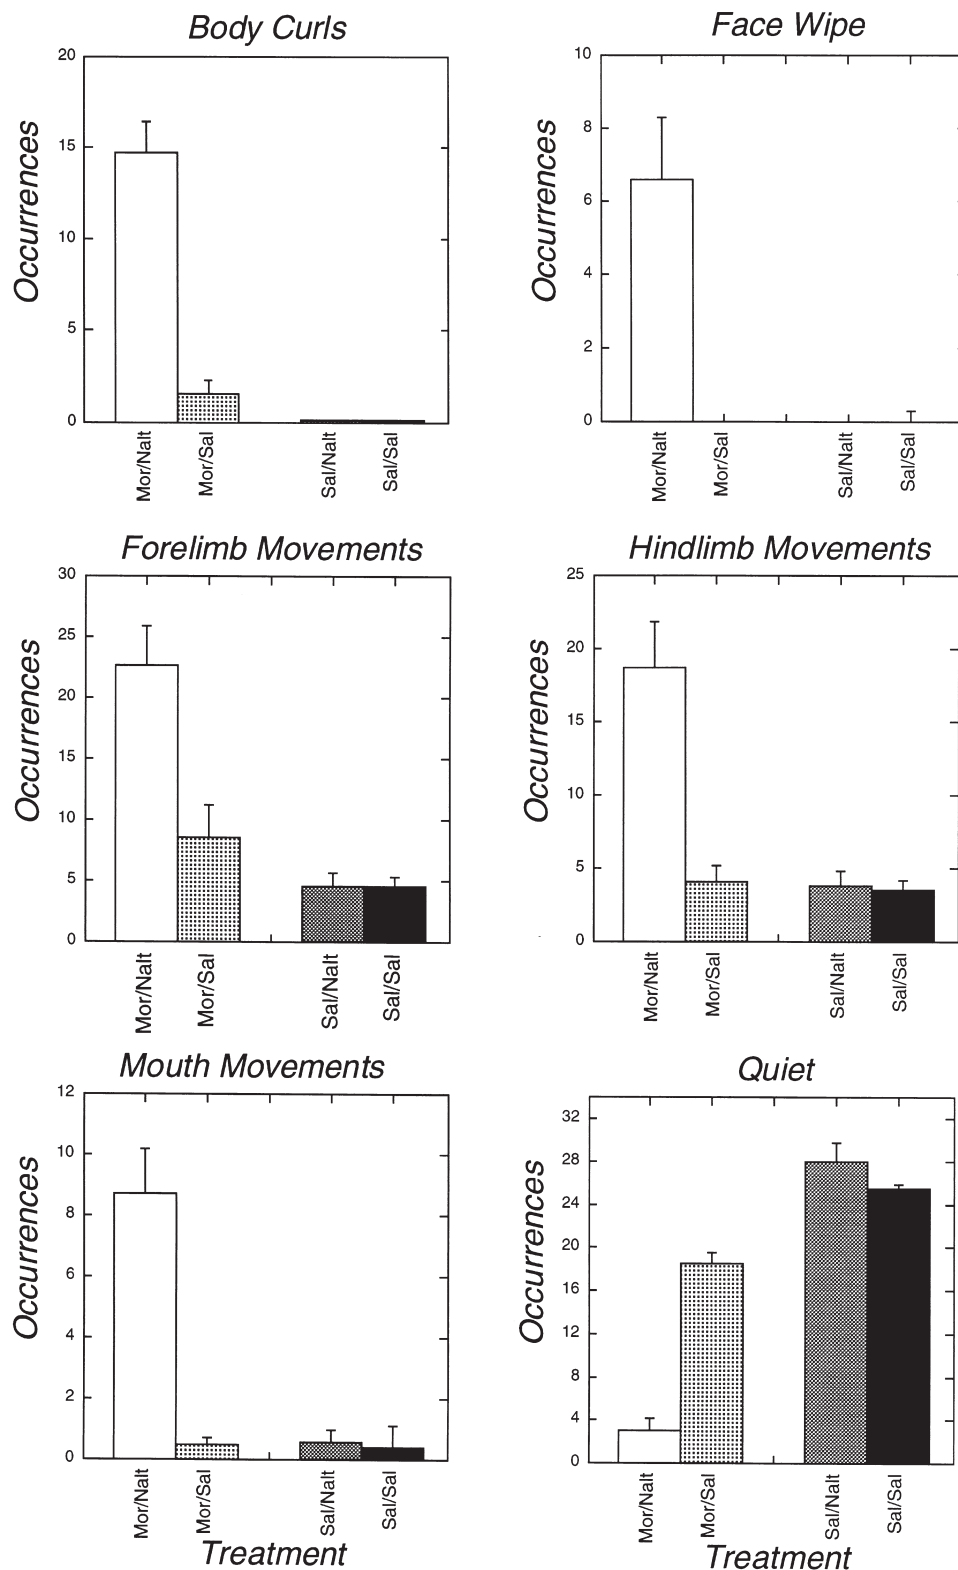 Body Curls
Occurrences
20
15
10
5
0
Mor/Nalt
Mor/Sal
Sal/Nalt
Sal/Sal
Face Wipe
Occurrences
10
8
6
4
2
0
Mor/Nalt
Mor/Sal
Sal/Nalt
Sal/Sal
Forelimb Movements
Occurrences
30
25
20
15
10
5
0
Mor/Nalt
Mor/Sal
Sal/Nalt
Sal/Sal
Hindlimb Movements
Occurrences
25
20
15
10
5
0
Mor/Nalt
Mor/Sal
Sal/Nalt
Sal/Sal
Mouth Movements
Occurrences
12
10
8
6
4
2
0
Mor/Nalt
Mor/Sal
Sal/Nalt
Sal/Sal
Treatment
Quiet
Occurrences
32
28
24
20
16
12
8
4
0
Mor/Nalt
Mor/Sal
Sal/Nalt
Sal/Sal
Treatment